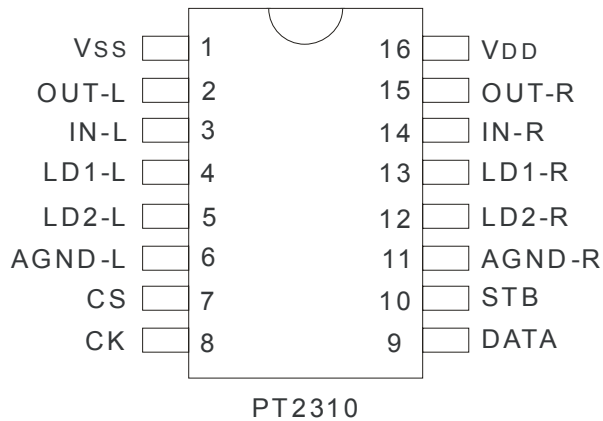 VSS 1 16 VDD
OUT-L 2 15 OUT-R
IN-L 3 14 IN-R
LD1-L 4 13 LD1-R
LD2-L 5 12 LD2-R
AGND-L 6 11 AGND-R
CS 7 10 STB
CK 8 9 DATA
PT2310